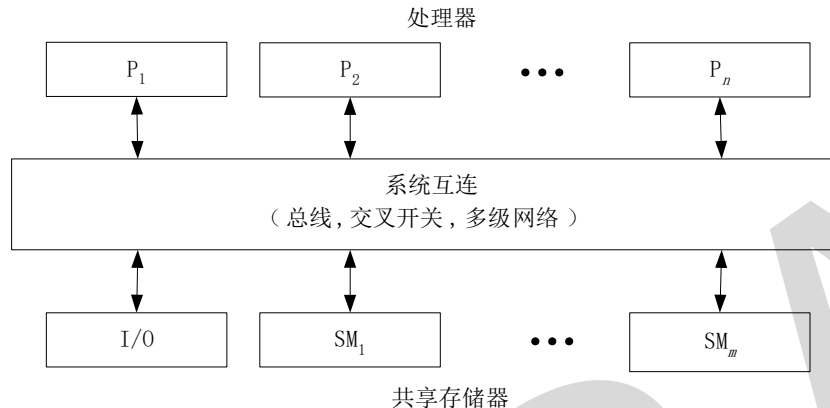 处理器
P1 P2 ••• Pn
系统互连
（总线,交叉开关,多级网络）
I/O SM1 ••• SMm
共享存储器